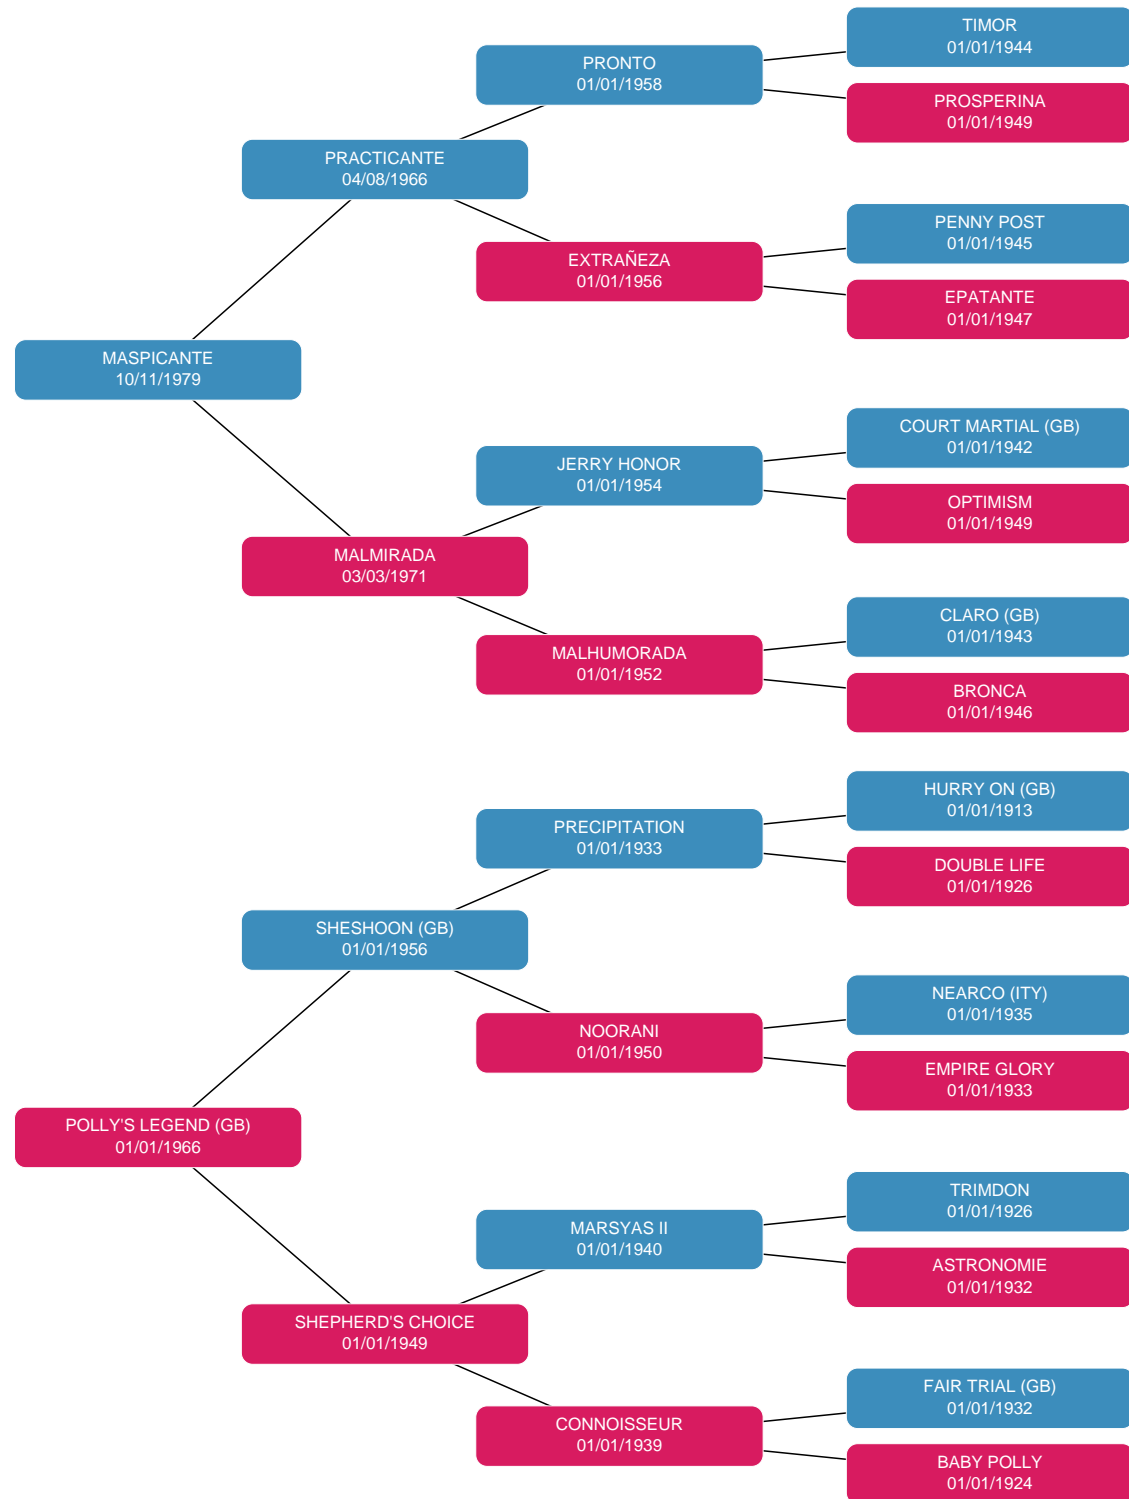 TIMOR
01/01/1944
PRONTO
01/01/1958
PROSPERINA
01/01/1949
PRACTICANTE
04/08/1966
PENNY POST
01/01/1945
EXTRAÑEZA
01/01/1956
EPATANTE
01/01/1947
MASPICANTE
10/11/1979
COURT MARTIAL (GB)
01/01/1942
JERRY HONOR
01/01/1954
OPTIMISM
01/01/1949
MALMIRADA
03/03/1971
CLARO (GB)
01/01/1943
MALHUMORADA
01/01/1952
BRONCA
01/01/1946
HURRY ON (GB)
01/01/1913
PRECIPITATION
01/01/1933
DOUBLE LIFE
01/01/1926
SHESHOON (GB)
01/01/1956
NEARCO (ITY)
01/01/1935
NOORANI
01/01/1950
EMPIRE GLORY
01/01/1933
POLLY'S LEGEND (GB)
01/01/1966
TRIMDON
01/01/1926
MARSYAS II
01/01/1940
ASTRONOMIE
01/01/1932
SHEPHERD'S CHOICE
01/01/1949
FAIR TRIAL (GB)
01/01/1932
CONNOISSEUR
01/01/1939
BABY POLLY
01/01/1924